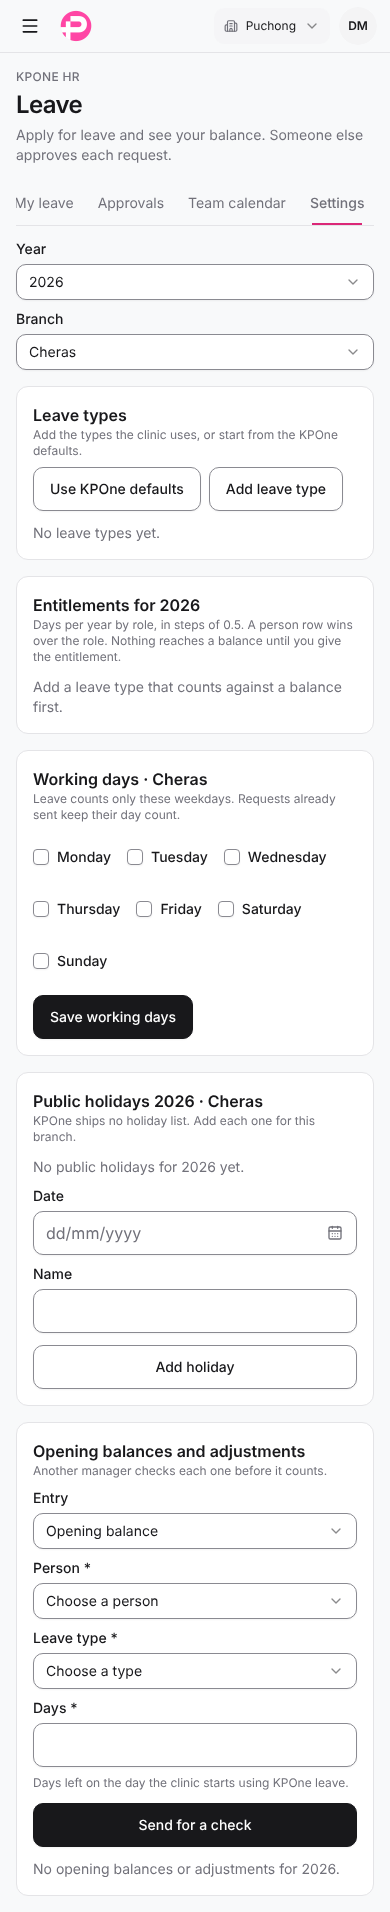 Puchong
DM
KPONE HR
Leave
Apply for leave and see your balance. Someone else
approves each request.
My leave
Approvals
Team calendar
Settings
Year
2026
Branch
Cheras
Leave types
Add the types the clinic uses, or start from the KPOne
defaults.
Use KPOne defaults
Add leave type
No leave types yet.
Entitlements for 2026
Days per year by role, in steps of 0.5. A person row wins
over the role. Nothing reaches a balance until you give
the entitlement.
Add a leave type that counts against a balance
first.
Working days · Cheras
Leave counts only these weekdays. Requests already
sent keep their day count.
Monday
Tuesday
Wednesday
Thursday
Friday
Saturday
Sunday
Save working days
Public holidays 2026 · Cheras
KPOne ships no holiday list. Add each one for this
branch.
No public holidays for 2026 yet.
Date
dd/mm/yyyy
Name
Add holiday
Opening balances and adjustments
Another manager checks each one before it counts.
Entry
Opening balance
Person *
Choose a person
Leave type *
Choose a type
Days *
Days left on the day the clinic starts using KPOne leave.
Send for a check
No opening balances or adjustments for 2026.